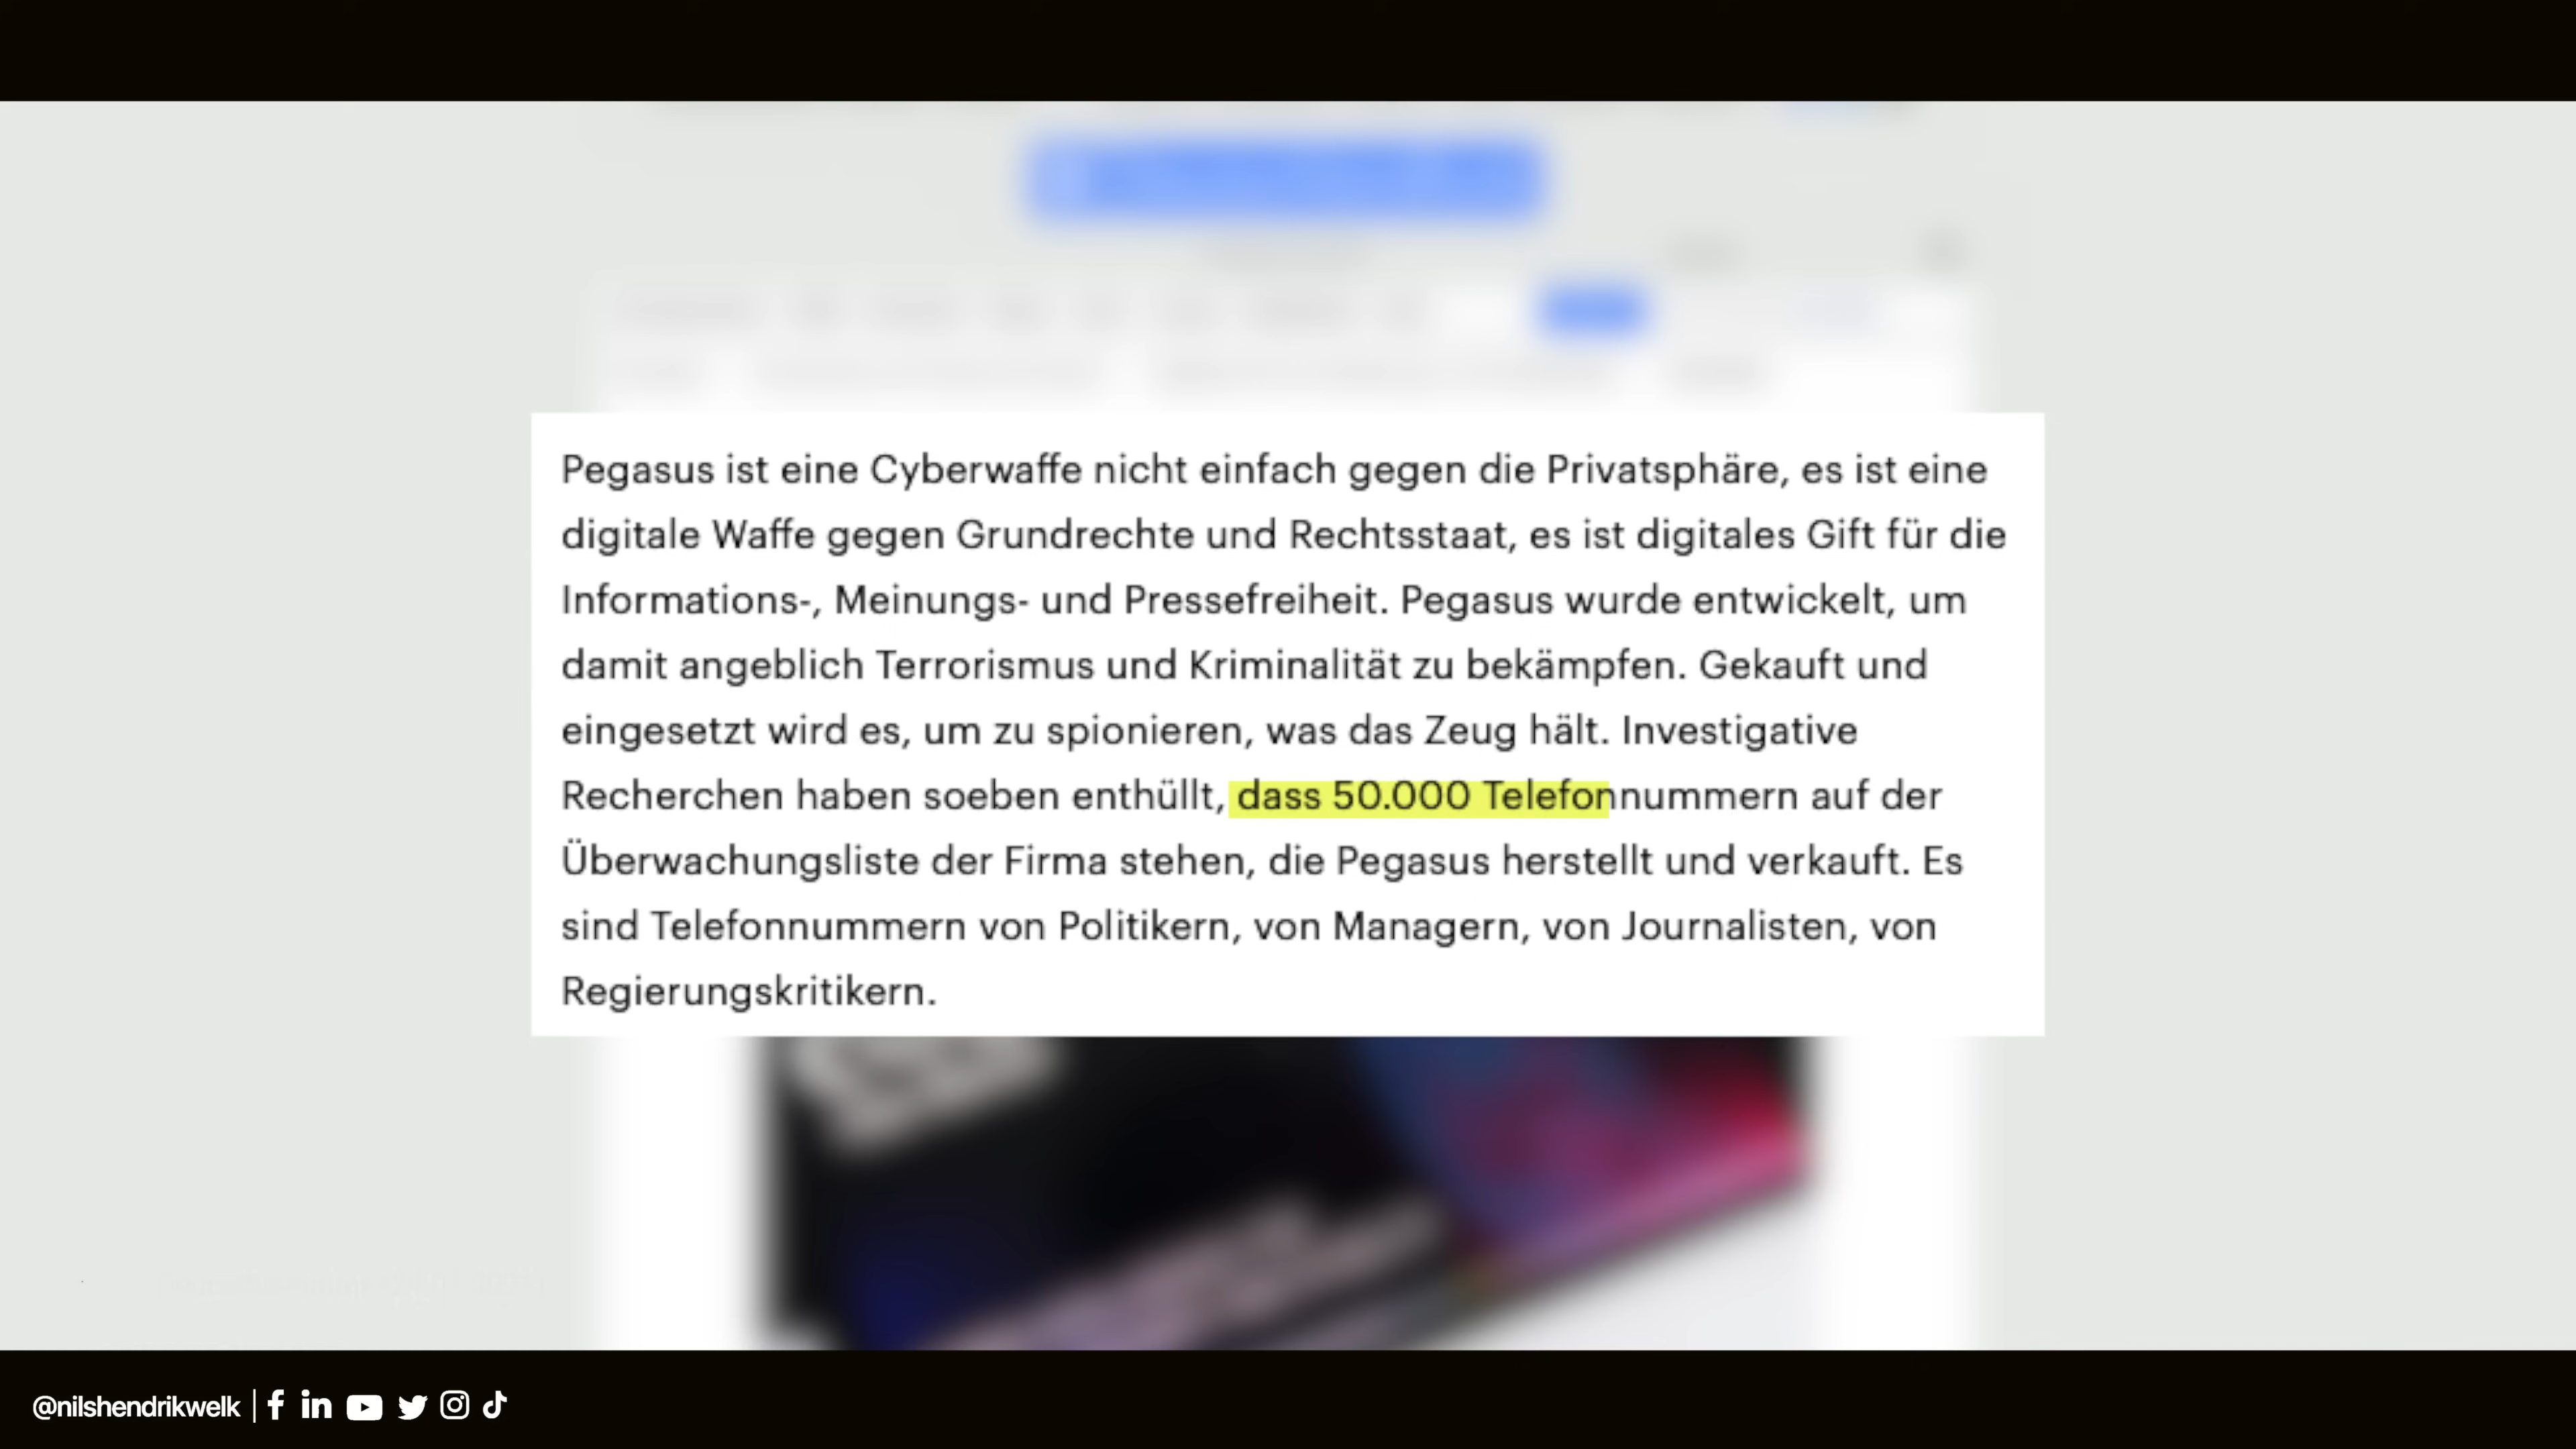 Pegasus ist eine Cyberwaffe nicht einfach gegen die Privatsphäre, es ist eine
digitale Waffe gegen Grundrechte und Rechtsstaat, es ist digitales Gift für die
Informations-, Meinungs- und Pressefreiheit. Pegasus wurde entwickelt, um
damit angeblich Terrorismus und Kriminalität zu bekämpfen. Gekauft und
eingesetzt wird es, um zu spionieren, was das Zeug hält. Investigative
Recherchen haben soeben enthüllt, dass 50.000 Telefonnummern auf der
Überwachungsliste der Firma stehen, die Pegasus herstellt und verkauft. Es
sind Telefonnummern von Politikern, von Managern, von Journalisten, von
Regierungskritikern.
@nilshendrikwelk